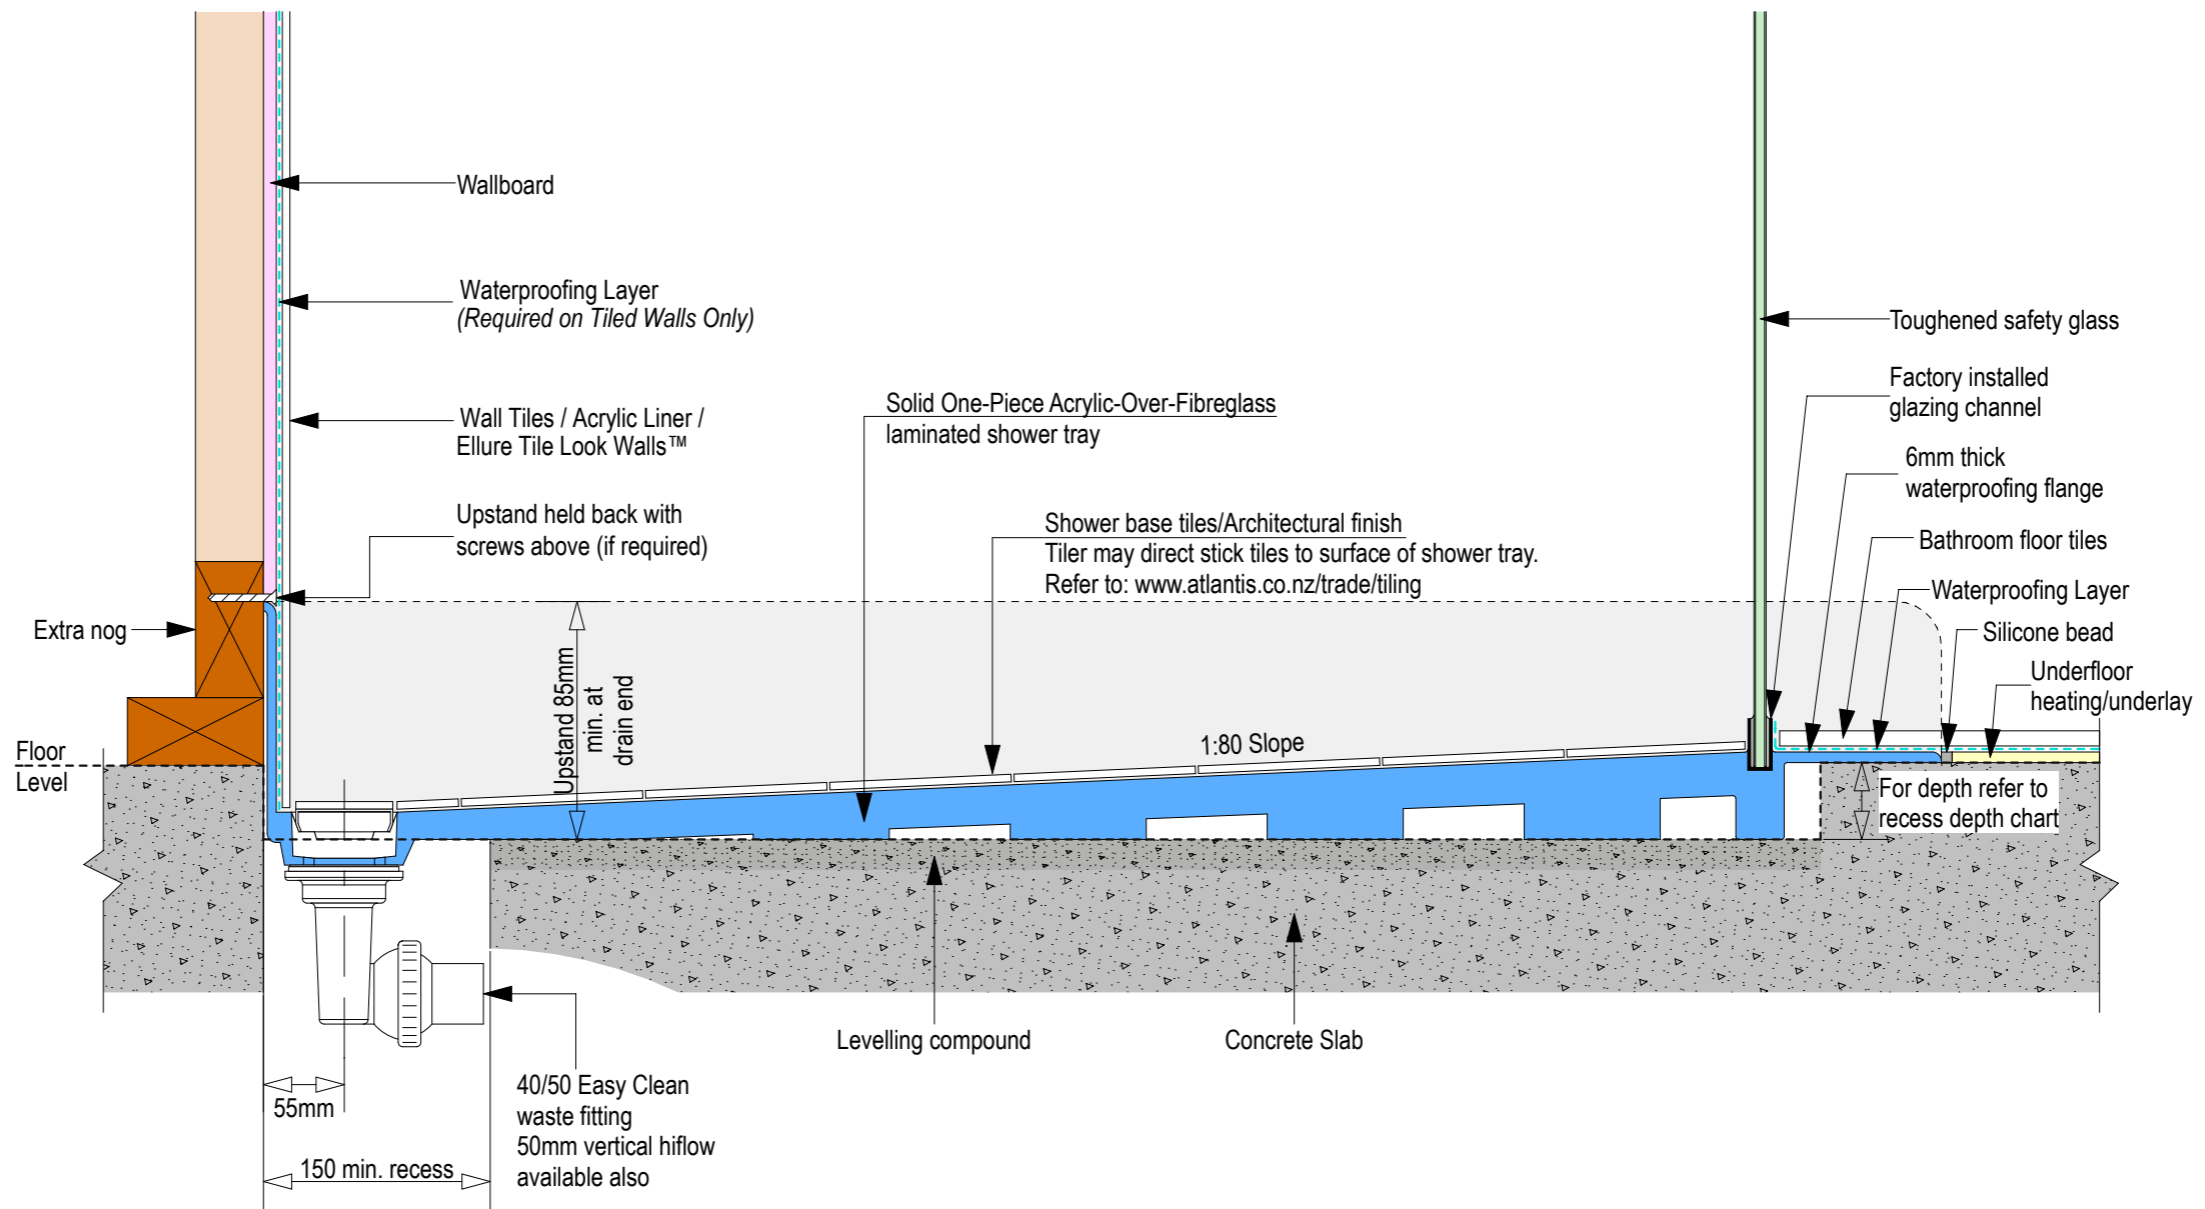 Wallboard
Waterproofing Layer
(Required on Tiled Walls Only)
Wall Tiles / Acrylic Liner /
Ellure Tile Look Walls™
Upstand held back with
screws above (if required)
Extra nog
Floor
Level
Upstand 85mm
min. at
drain end
Solid One-Piece Acrylic-Over-Fibreglass
laminated shower tray
Shower base tiles/Architectural finish
Tiler may direct stick tiles to surface of shower tray.
Refer to: www.atlantis.co.nz/trade/tiling
1:80 Slope
Toughened safety glass
Factory installed
glazing channel
6mm thick
waterproofing flange
Bathroom floor tiles
Waterproofing Layer
Silicone bead
Underfloor
heating/underlay
For depth refer to
recess depth chart
Levelling compound
Concrete Slab
40/50 Easy Clean
waste fitting
50mm vertical hiflow
available also
55mm
150 min. recess